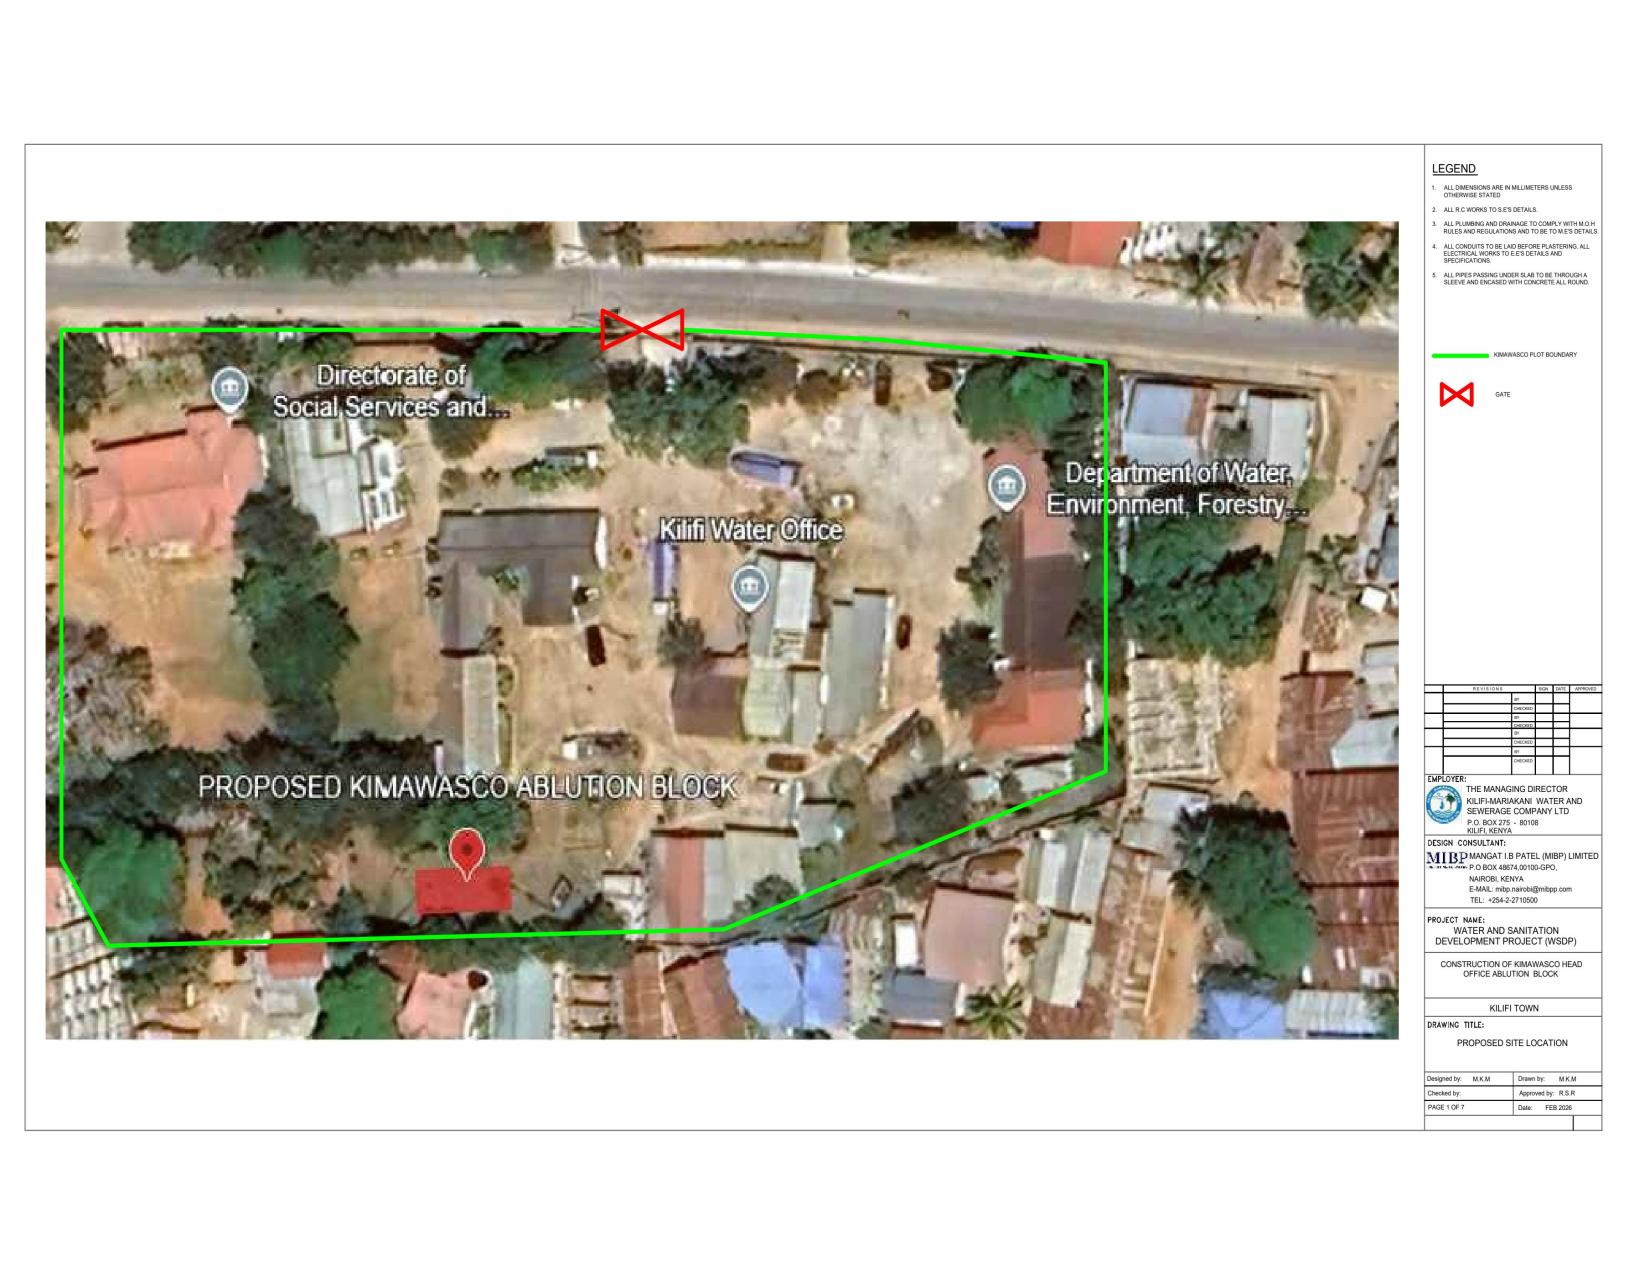 Directorate of
Social Services and...
Kilifi Water Office
Department of Water,
Environment, Forestry...
PROPOSED KIMAWASCO ABLUTION BLOCK
LEGEND
1. ALL DIMENSIONS ARE IN MILLIMETERS UNLESS
OTHERWISE STATED
2. ALL R.C WORKS TO S.E'S DETAILS.
3. ALL PLUMBING AND DRAINAGE TO COMPLY WITH M.O.H
RULES AND REGULATIONS AND TO BE TO M.E'S DETAILS.
4. ALL CONDUITS TO BE LAID BEFORE PLASTERING. ALL
ELECTRICAL WORKS TO E.E'S DETAILS AND
SPECIFICATIONS.
5. ALL PIPES PASSING UNDER SLAB TO BE THROUGH A
SLEEVE AND ENCASED WITH CONCRETE ALL ROUND.
KIMAWASCO PLOT BOUNDARY
GATE
REVISIONS SIGN DATE APPROVED
BY
CHECKED
BY
CHECKED
BY
CHECKED
BY
CHECKED
EMPLOYER:
THE MANAGING DIRECTOR
KILIFI-MARIAKANI WATER AND
SEWERAGE COMPANY LTD
P.O. BOX 275 - 80108
KILIFI, KENYA
DESIGN CONSULTANT:
MIBP MANGAT I.B PATEL (MIBP) LIMITED
P.O BOX 48674,00100-GPO,
NAIROBI, KENYA
E-MAIL: mibp.nairobi@mibpp.com
TEL: +254-2-2710500
PROJECT NAME:
WATER AND SANITATION
DEVELOPMENT PROJECT (WSDP)
CONSTRUCTION OF KIMAWASCO HEAD
OFFICE ABLUTION BLOCK
KILIFI TOWN
DRAWING TITLE:
PROPOSED SITE LOCATION
Designed by: M.K.M Drawn by: M.K.M
Checked by: Approved by: R.S.R
PAGE 1 OF 7 Date: FEB 2026